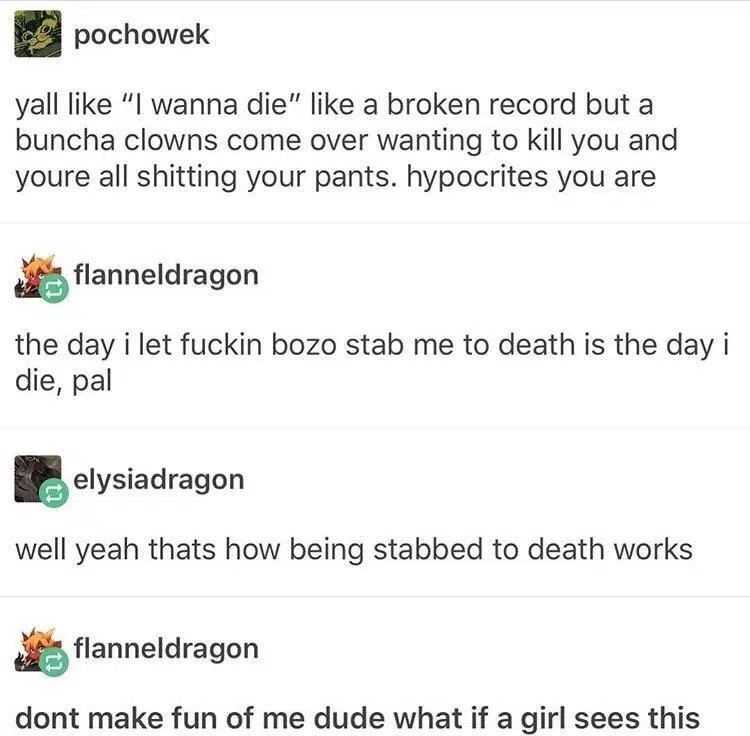 pochowek
yall like “I wanna die” like a broken record but a
buncha clowns come over wanting to kill you and
youre all shitting your pants. hypocrites you are
flanneldragon
the day i let fuckin bozo stab me to death is the day i
die, pal
elysiadragon
well yeah thats how being stabbed to death works
flanneldragon
dont make fun of me dude what if a girl sees this